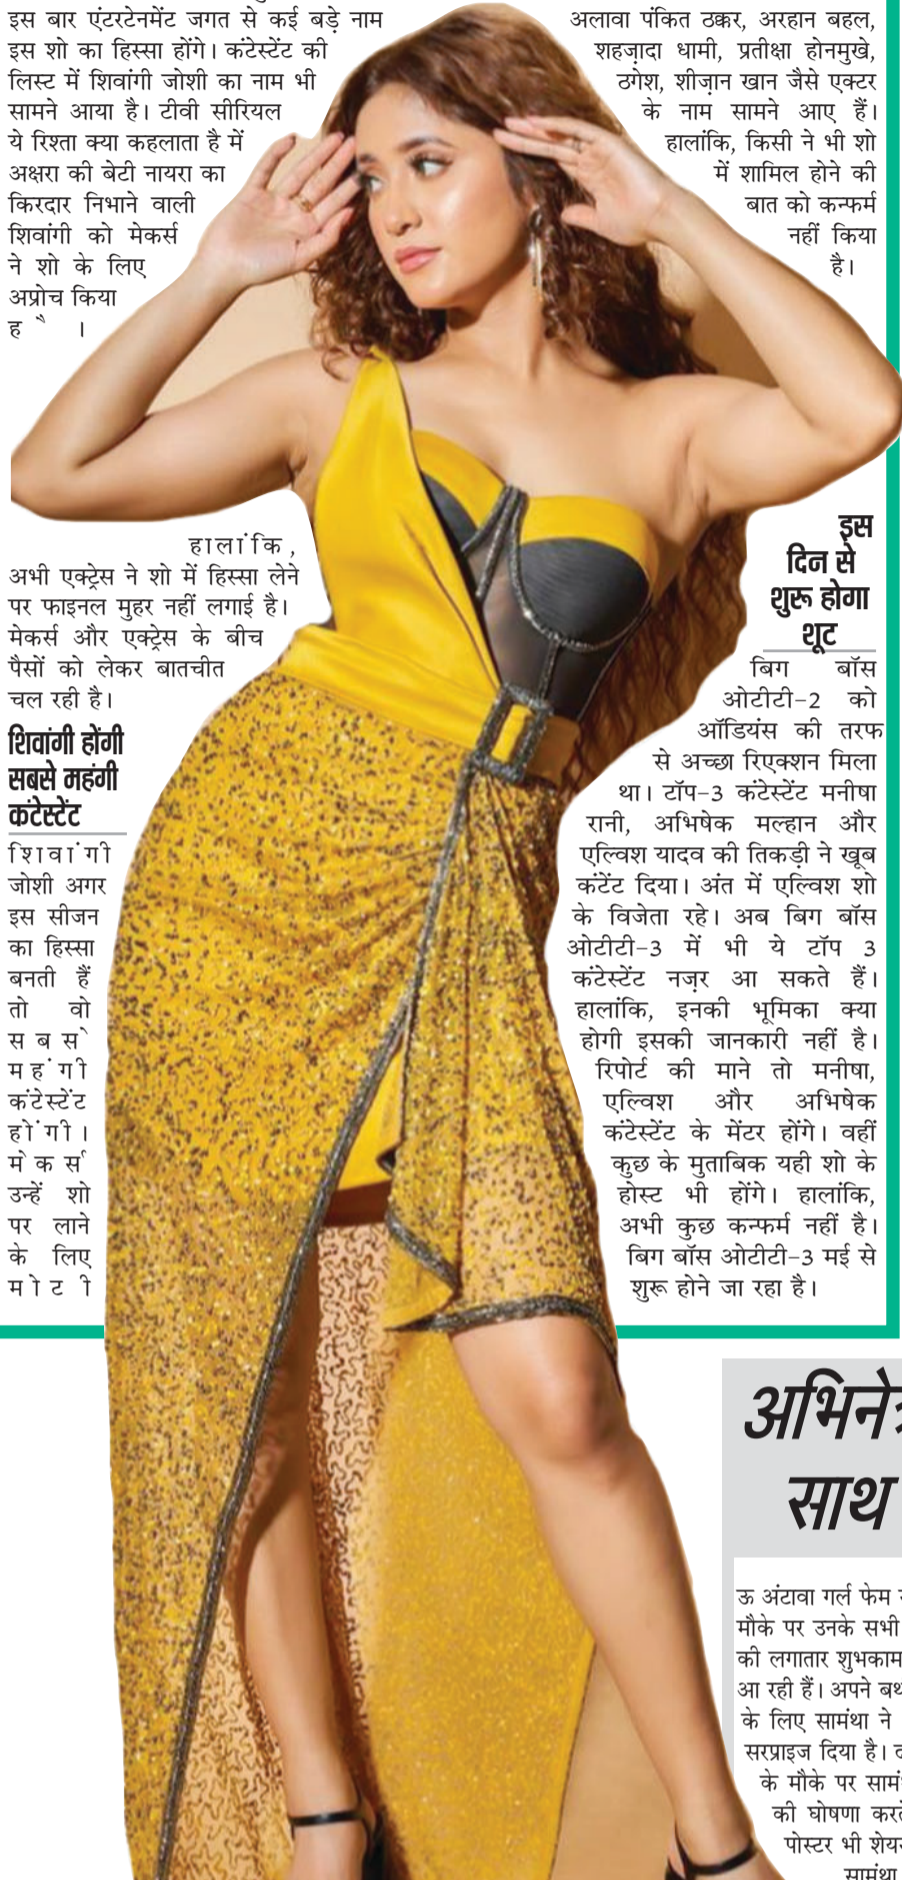 इस बार एंटरटेनमेंट जगत से कई बड़े नाम
इस शो का हिस्सा होंगे। कंटेस्टेंट की
लिस्ट में शिवांगी जोशी का नाम भी
सामने आया है। टीवी सीरियल
ये रिश्ता क्या कहलाता है में
अक्षरा की बेटी नायरा का
किरदार निभाने वाली
शिवांगी को मेकर्स
ने शो के लिए
अप्रोच किया
है ।
हालांकि,
अभी एक्ट्रेस ने शो में हिस्सा लेने
पर फाइनल मुहर नहीं लगाई है।
मेकर्स और एक्ट्रेस के बीच
पैसों को लेकर बातचीत
चल रही है।
शिवांगी होंगी
सबसे महंगी
कंटेस्टेंट
शिवांगी
जोशी अगर
इस सीजन
का हिस्सा
बनती हैं
तो वो
सबसे
महंगी
कंटेस्टेंट
होंगी।
मेकर्स
उन्हें शो
पर लाने
के लिए
मोटी
अलावा पंकित ठक्कर, अरहान बहल,
शहज़ादा धामी, प्रतीक्षा होनमुखे,
ठगेश, शीज़ान खान जैसे एक्टर
के नाम सामने आए हैं।
हालांकि, किसी ने भी शो
में शामिल होने की
बात को कन्फर्म
नहीं किया
है।
इस
दिन से
शुरू होगा
शूट
बिग बॉस
ओटीटी-2 को
ऑडियंस की तरफ
से अच्छा रिएक्शन मिला
था। टॉप-3 कंटेस्टेंट मनीषा
रानी, अभिषेक मल्हान और
एल्विश यादव की तिकड़ी ने खूब
कंटेंट दिया। अंत में एल्विश शो
के विजेता रहे। अब बिग बॉस
ओटीटी-3 में भी ये टॉप 3
कंटेस्टेंट नज़र आ सकते हैं।
हालांकि, इनकी भूमिका क्या
होगी इसकी जानकारी नहीं है।
रिपोर्ट की माने तो मनीषा,
एल्विश और अभिषेक
कंटेस्टेंट के मेंटर होंगे। वहीं
कुछ के मुताबिक यही शो के
होस्ट भी होंगे। हालांकि,
अभी कुछ कन्फर्म नहीं है।
बिग बॉस ओटीटी-3 मई से
शुरू होने जा रहा है।
साथ
ऊ अंटावा गर्ल फेम
मौके पर उनके सभी
की लगातार
आ रही हैं। अपने
के लिए सामंथा ने
सरप्राइज दिया है।
के मौके पर
की घोषणा
पोस्टर भी
सामंथा